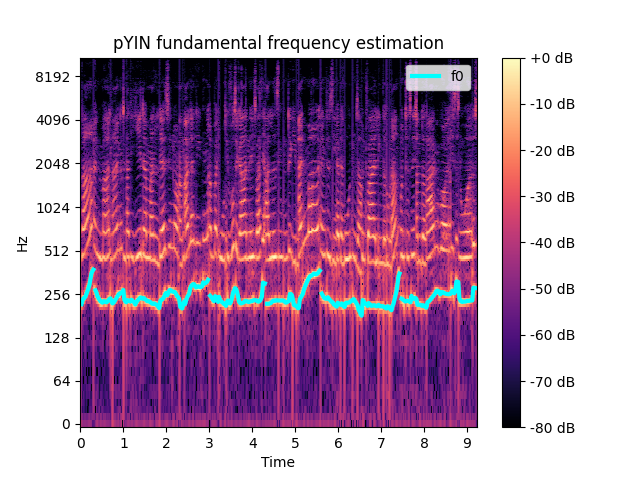 pYIN fundamental frequency estimation
f0
Hz
8192
4096
2048
1024
512
256
128
64
0
0 1 2 3 4 5 6 7 8 9
Time
+0 dB
-10 dB
-20 dB
-30 dB
-40 dB
-50 dB
-60 dB
-70 dB
-80 dB